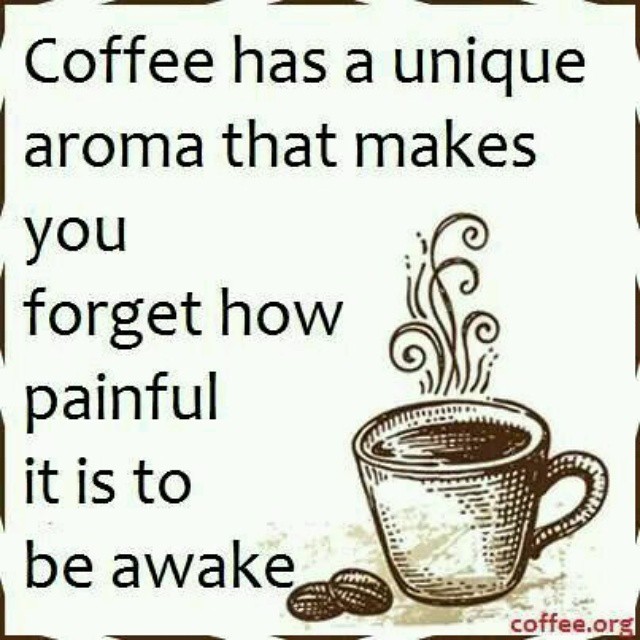 Coffee has a unique
aroma that makes
you
forget how
painful
it is to
be awake
coffee.org